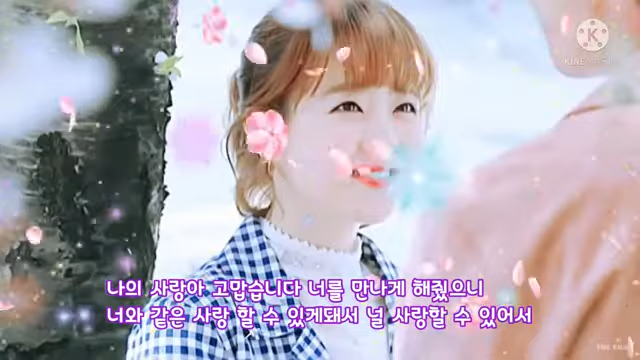 KINEMASTER
나의 사랑아 고맙습니다 너를 만나게 해줬으니
너와 같은 사랑 할 수 있게돼서 널 사랑할 수 있어서